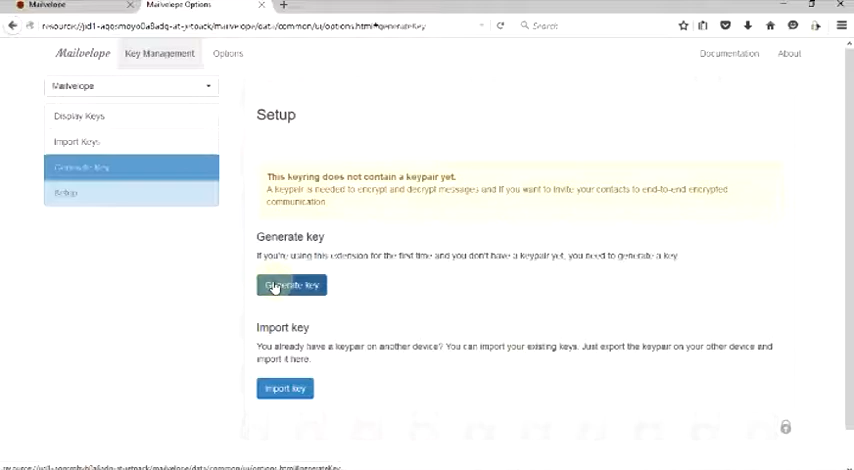 Mailvelope
Mailvelope Options
Search
Mailvelope
Key Management
Options
Documentation
About
Mailvelope
Display Keys
Import Keys
Generate Key
Setup
Setup
This keyring does not contain a keypair yet.
A keypair is needed to encrypt and decrypt messages und if you want to invite your contacts to end-to-end encrypted
communication.
Generate key
If you're using this extension for the first time and you don't have a keypair yet, you need to generate a key.
Generate key
Import key
You already have a keypair on another device? You can import your existing keys. Just export the keypair on your other device and
import it here.
Import key